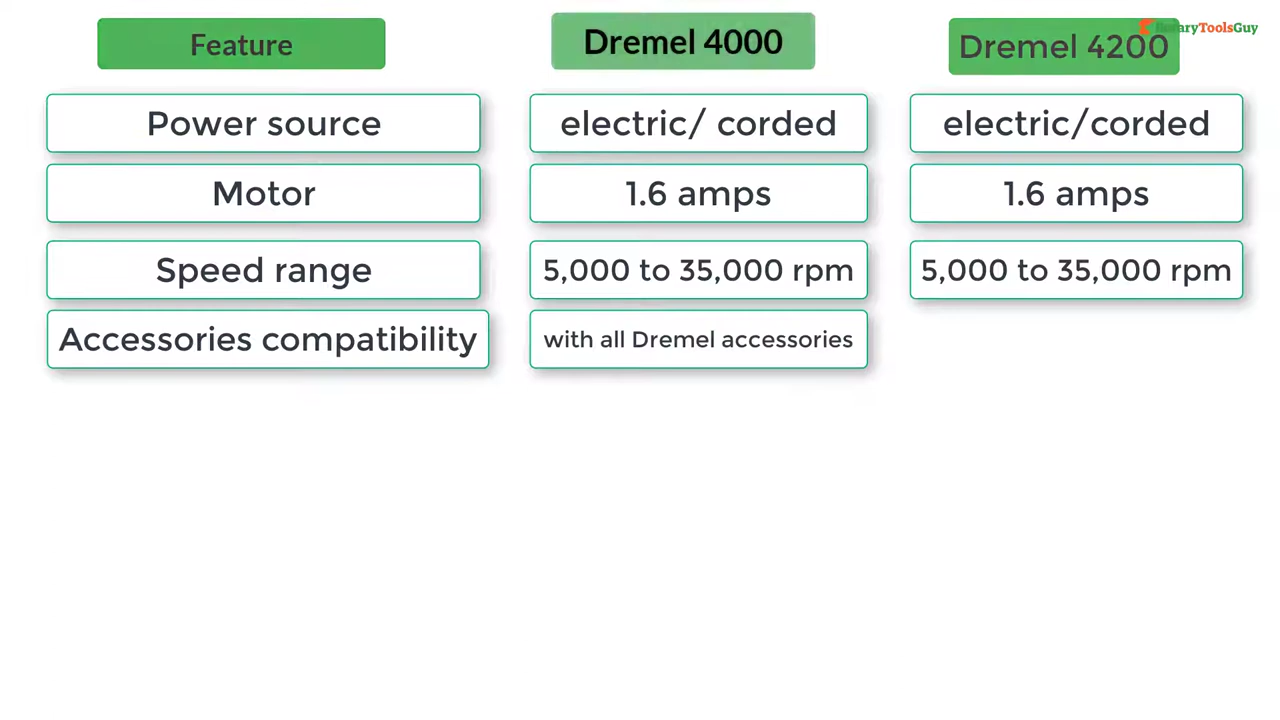 Feature
Dremel 4000
Dremel 4200
ToolsGuy
Power source
electric/ corded
electric/corded
Motor
1.6 amps
1.6 amps
Speed range
5,000 to 35,000 rpm
5,000 to 35,000 rpm
Accessories compatibility
with all Dremel accessories